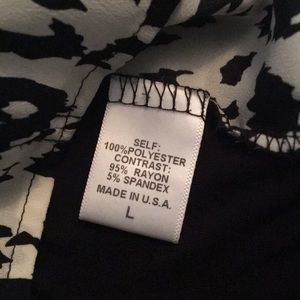 SELF:
100%POLYESTER
CONTRAST:
95% RAYON
5% SPANDEX
MADE IN U.S.A.
L